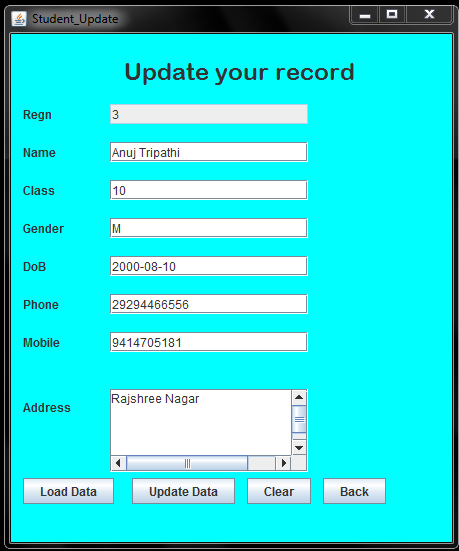 Student_Update
Update your record
Regn 3
Name Anuj Tripathi
Class 10
Gender M
DoB 2000-08-10
Phone 29294466556
Mobile 9414705181
Address Rajshree Nagar
Load Data Update Data Clear Back